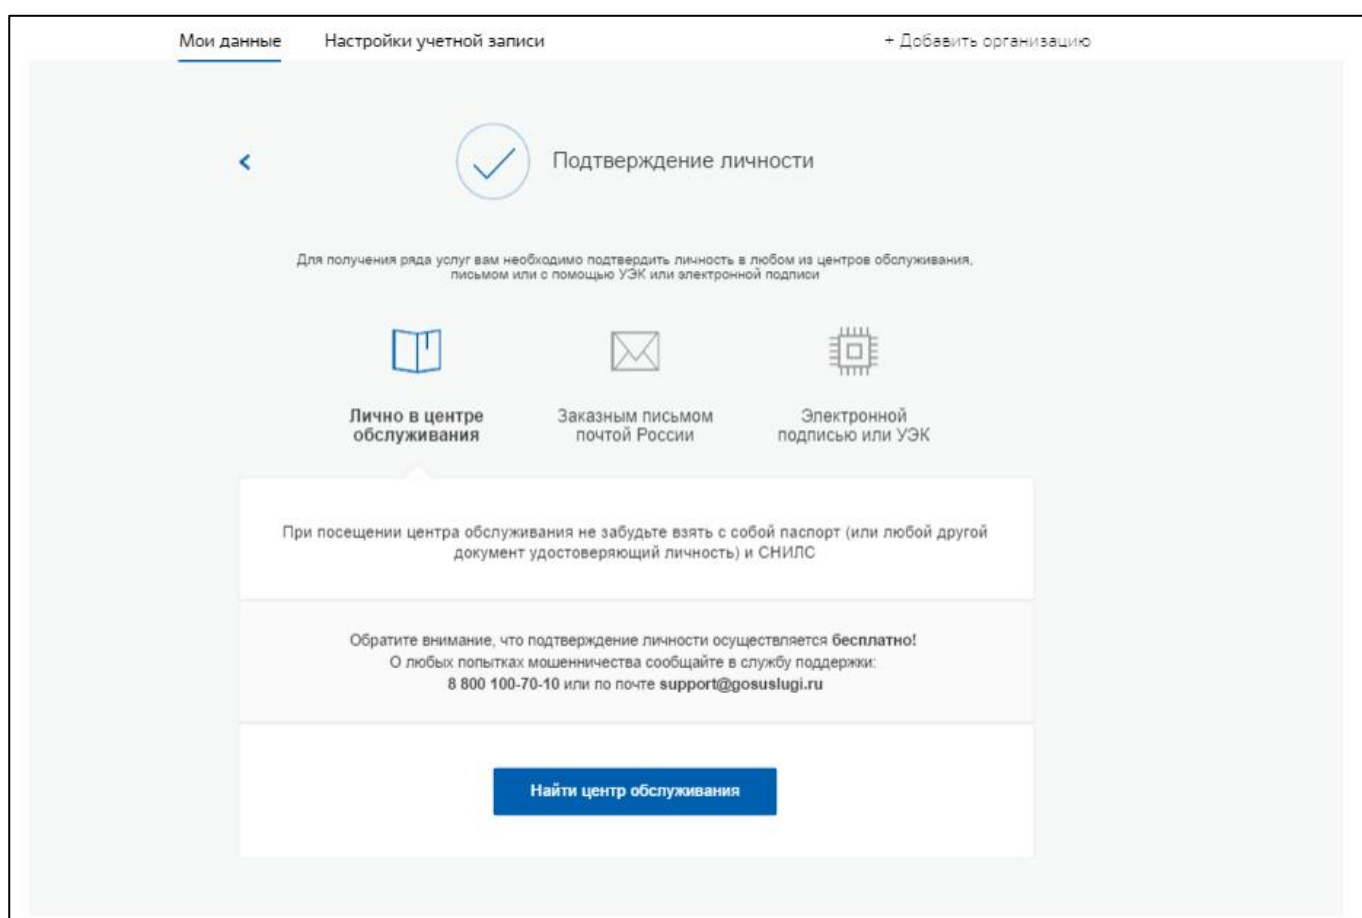 Мои данные
Настройки учетной записи
+ Добавить организацию
Подтверждение личности
Для получения ряда услуг вам необходимо подтвердить личность в любом из центров обслуживания,
письмом или с помощью УЭК или электронной подписи
Лично в центре
обслуживания
Заказным письмом
почтой России
Электронной
подписью или УЭК
При посещении центра обслуживания не забудьте взять с собой паспорт (или любой другой
документ удостоверяющий личность) и СНИЛС
Обратите внимание, что подтверждение личности осуществляется бесплатно!
О любых попытках мошенничества сообщайте в службу поддержки:
8 800 100-70-10 или по почте support@gosuslugi.ru
Найти центр обслуживания